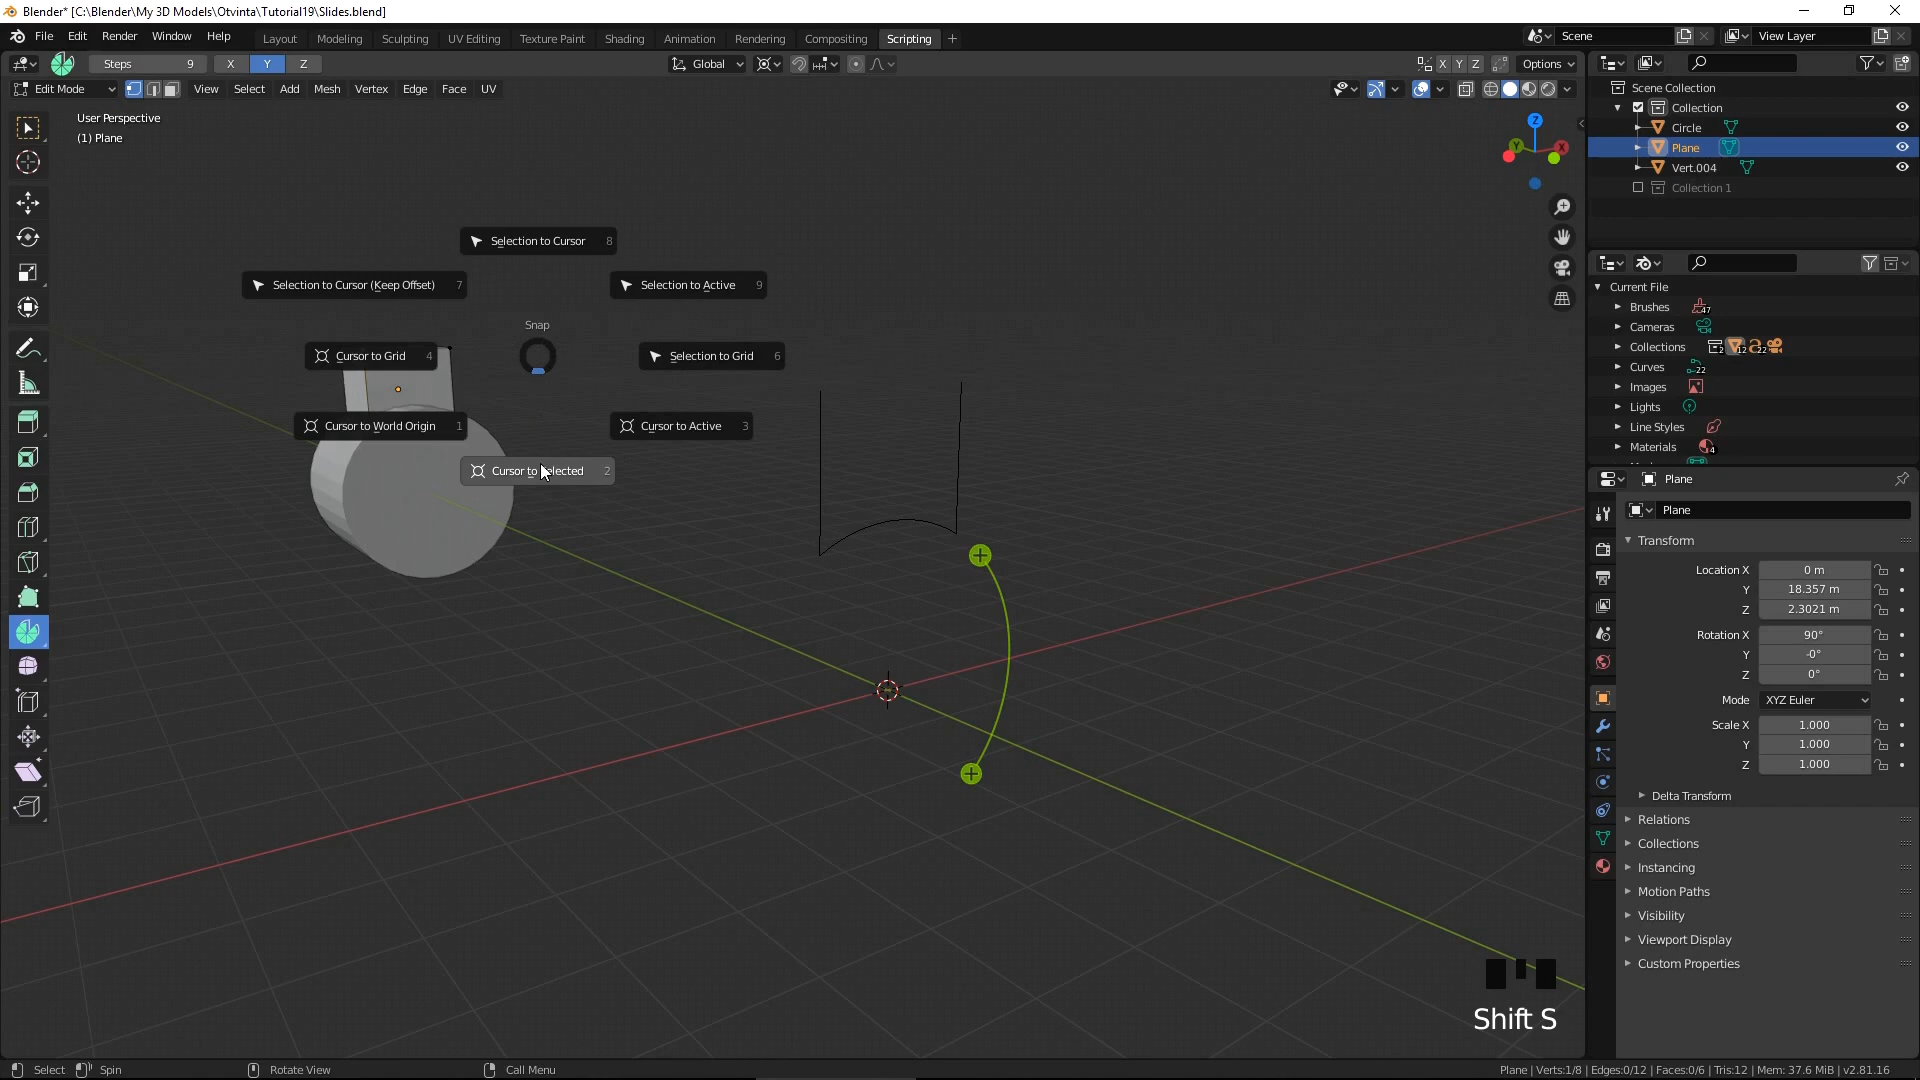 Blender* [C:\Blender\My 3D Models\Otvinta\Tutorial19\Slides.blend]
File Edit Render Window Help Layout Modeling Sculpting UV Editing Texture Paint Shading Animation Rendering Compositing Scripting Scene View Layer
Steps 9 X Y Z Global X Y Z Options
Edit Mode View Select Add Mesh Vertex Edge Face UV
User Perspective
(1) Plane
Z
Y X
Snap
Selection to Cursor 8
Selection to Cursor (Keep Offset) 7
Selection to Active 9
Cursor to Grid 4
Selection to Grid 6
Cursor to World Origin 1
Cursor to Active 3
Cursor to 2
Shift S
Scene Collection
Collection
Circle
Plane
Vert.004
Collection 1
Current File
Brushes 47
Cameras
Collections 2 12 22
Curves 22
Images
Lights
Line Styles
Materials 4
Plane
Plane
Transform
Location X 0 m
Y 18.357 m
Z 2.3021 m
Rotation X 90°
Y -0°
Z 0°
Mode XYZ Euler
Scale X 1.000
Y 1.000
Z 1.000
Delta Transform
Relations
Collections
Instancing
Motion Paths
Visibility
Viewport Display
Custom Properties
Select Spin Rotate View Call Menu Plane | Verts:1/8 | Edges:0/12 | Faces:0/6 | Tris:12 | Mem: 37.6 MiB | v2.81.16